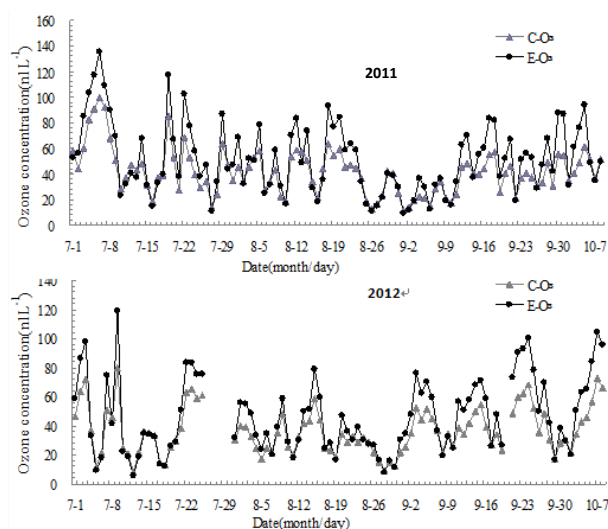 Ozone concentration(nl L⁻¹)
160
140
120
100
80
60
40
20
0
2011
C-O₃
E-O₃
7-1 7-8 7-15 7-22 7-29 8-5 8-12 8-19 8-26 9-2 9-9 9-16 9-23 9-30 10-7
Date(month/day)
Ozone concentration(nl L⁻¹)
140
120
100
80
60
40
20
0
2012↵
C-O₃
E-O₃
7-1 7-8 7-15 7-22 7-29 8-5 8-12 8-19 8-26 9-2 9-9 9-16 9-23 9-30 10-7
Date(month/day)